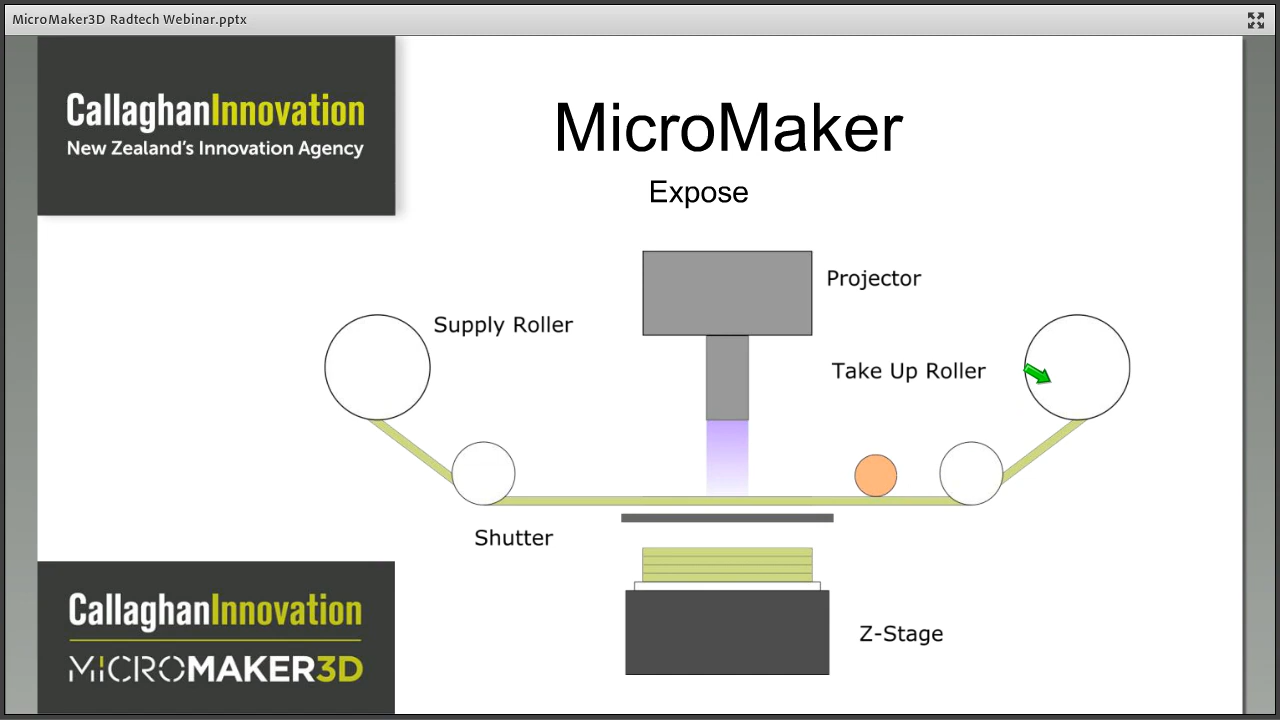 MicroMaker3D Radtech Webinar.pptx
CallaghanInnovation
New Zealand's Innovation Agency
MicroMaker
Expose
Projector
Supply Roller
Take Up Roller
Shutter
Z-Stage
CallaghanInnovation
MICROMAKER3D